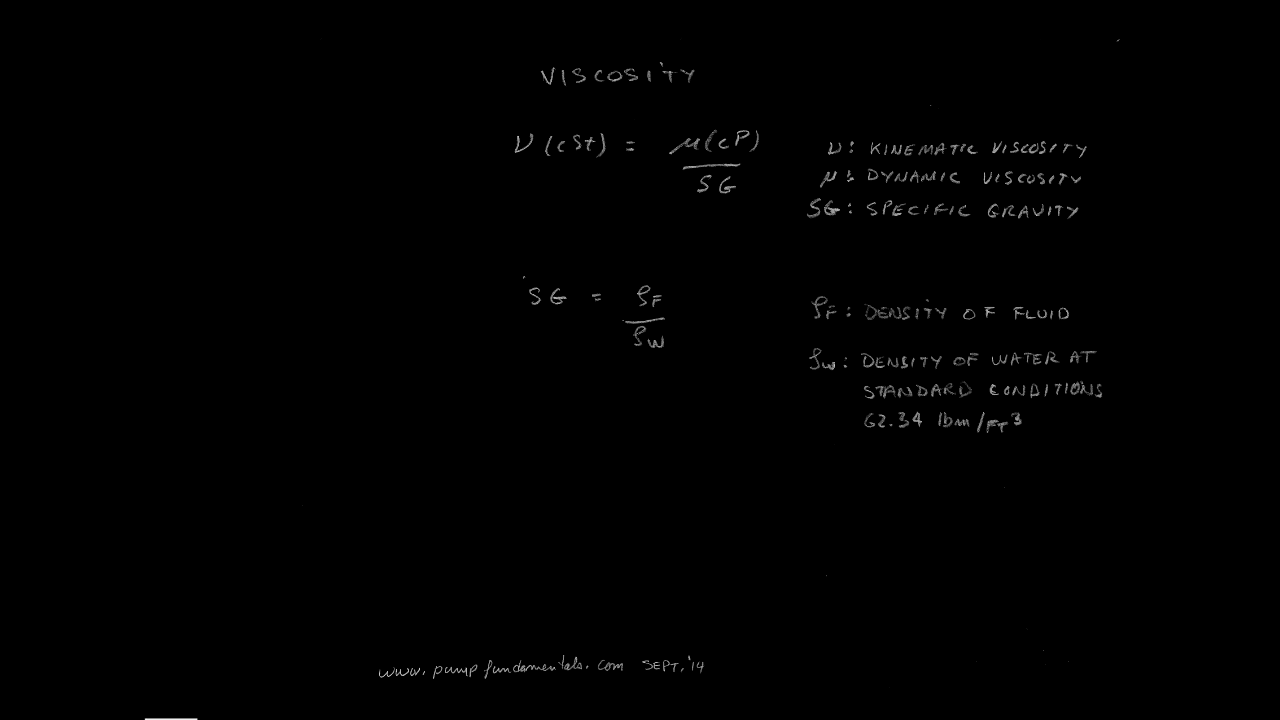 VISCOSITY
ν (cSt) = μ(cP) / SG
ν: KINEMATIC VISCOSITY
μ: DYNAMIC VISCOSITY
SG: SPECIFIC GRAVITY
SG = ρF / ρW
ρF: DENSITY OF FLUID
ρW: DENSITY OF WATER AT
STANDARD CONDITIONS
62.34 lbm/FT3
www.pumpfundamentals.com SEPT.'14